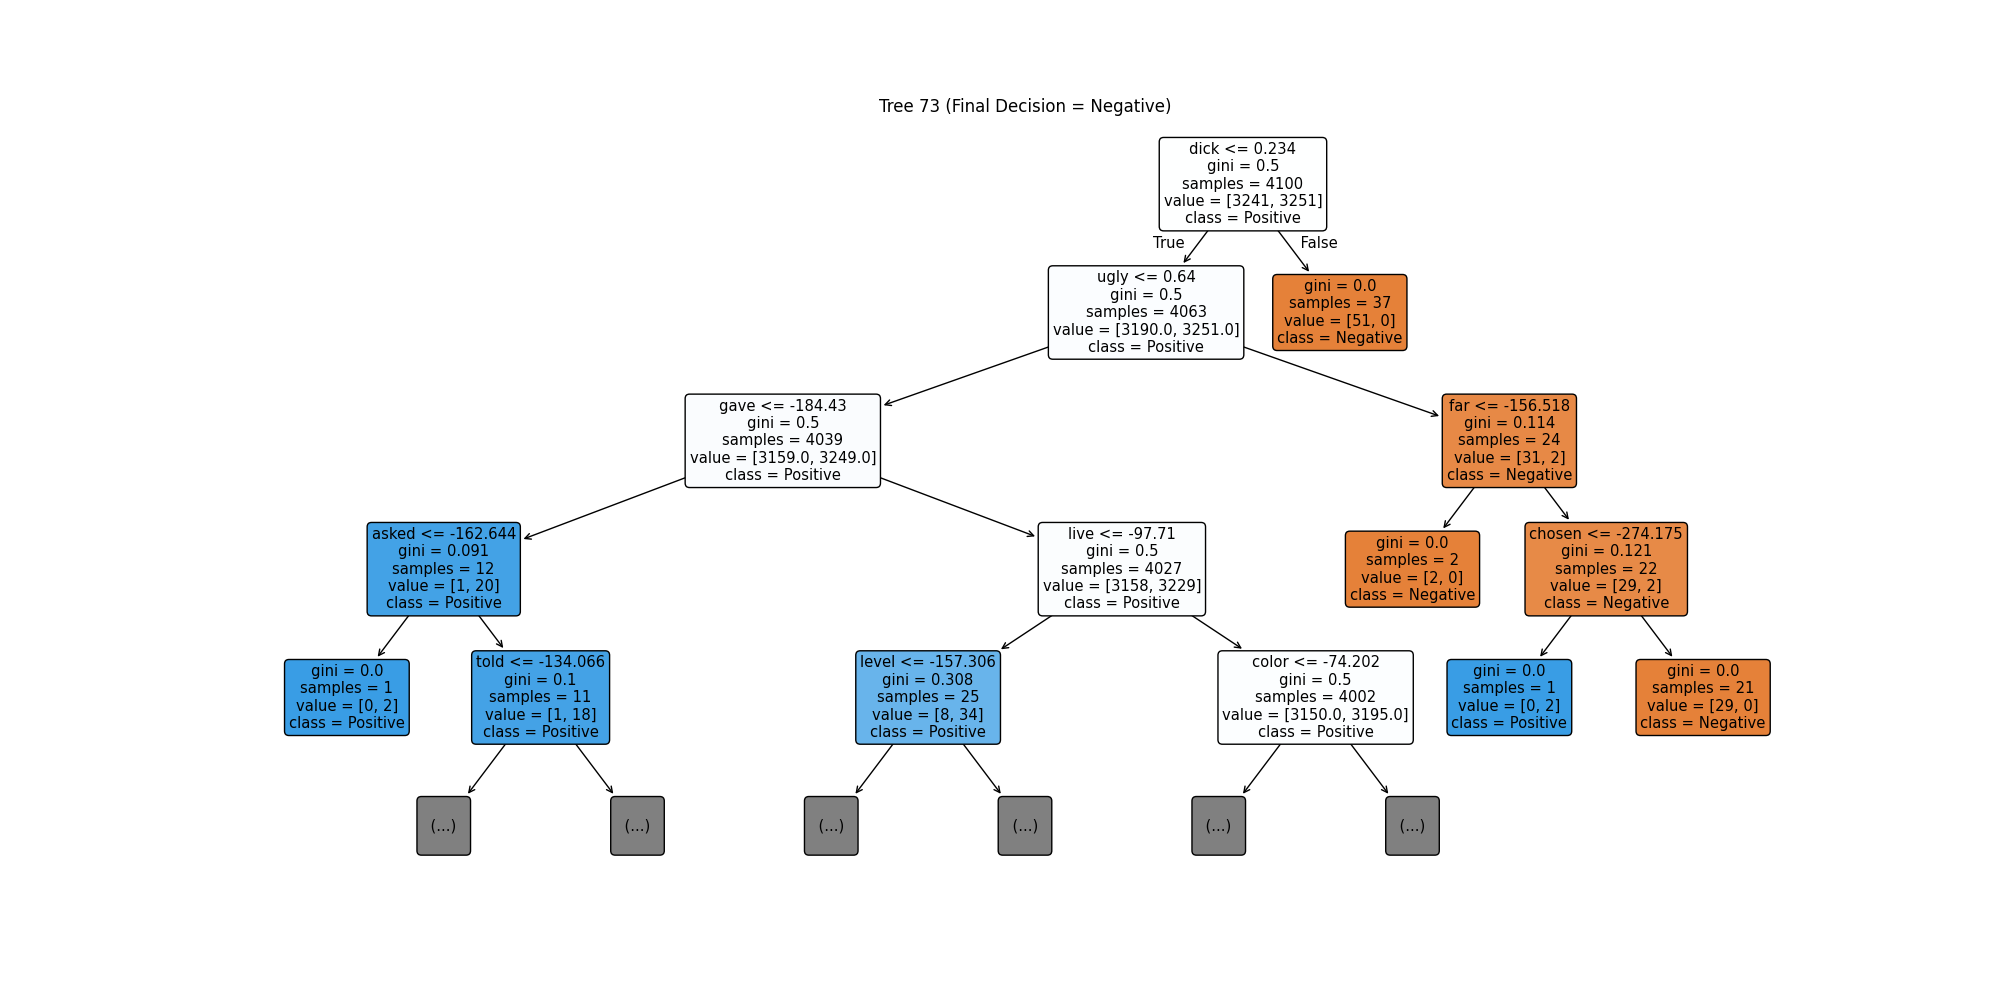 Tree 73 (Final Decision = Negative)
dick <= 0.234
gini = 0.5
samples = 4100
value = [3241, 3251]
class = Positive
True
False
ugly <= 0.64
gini = 0.5
samples = 4063
value = [3190.0, 3251.0]
class = Positive
gini = 0.0
samples = 37
value = [51, 0]
class = Negative
gave <= -184.43
gini = 0.5
samples = 4039
value = [3159.0, 3249.0]
class = Positive
far <= -156.518
gini = 0.114
samples = 24
value = [31, 2]
class = Negative
asked <= -162.644
gini = 0.091
samples = 12
value = [1, 20]
class = Positive
live <= -97.71
gini = 0.5
samples = 4027
value = [3158, 3229]
class = Positive
gini = 0.0
samples = 2
value = [2, 0]
class = Negative
chosen <= -274.175
gini = 0.121
samples = 22
value = [29, 2]
class = Negative
gini = 0.0
samples = 1
value = [0, 2]
class = Positive
told <= -134.066
gini = 0.1
samples = 11
value = [1, 18]
class = Positive
level <= -157.306
gini = 0.308
samples = 25
value = [8, 34]
class = Positive
color <= -74.202
gini = 0.5
samples = 4002
value = [3150.0, 3195.0]
class = Positive
gini = 0.0
samples = 1
value = [0, 2]
class = Positive
gini = 0.0
samples = 21
value = [29, 0]
class = Negative
(...)
(...)
(...)
(...)
(...)
(...)